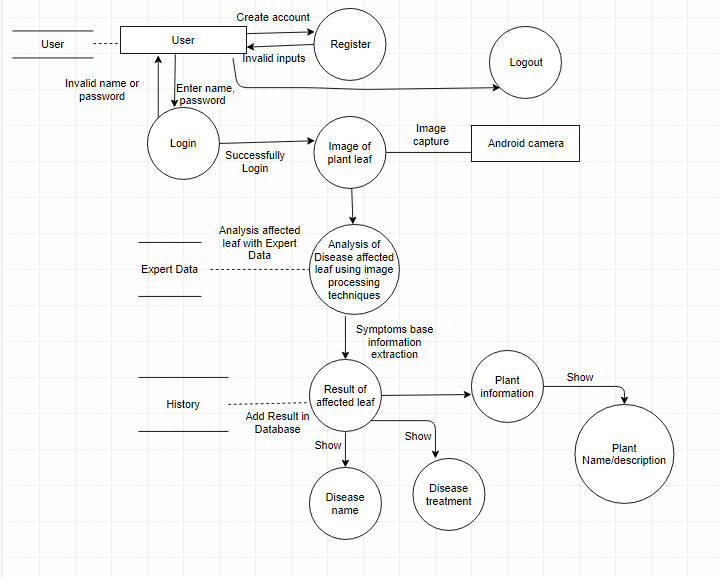 Create account
User
User
Register
Invalid inputs
Logout
Invalid name or
password
Enter name,
password
Login
Successfully
Login
Image of
plant leaf
Image
capture
Android camera
Analysis affected
leaf with Expert
Data
Expert Data
Analysis of
Disease affected
leaf using image
processing
techniques
Symptoms base
information
extraction
History
Add Result in
Database
Result of
affected leaf
Plant
information
Show
Plant
Name/description
Show
Show
Disease
name
Disease
treatment